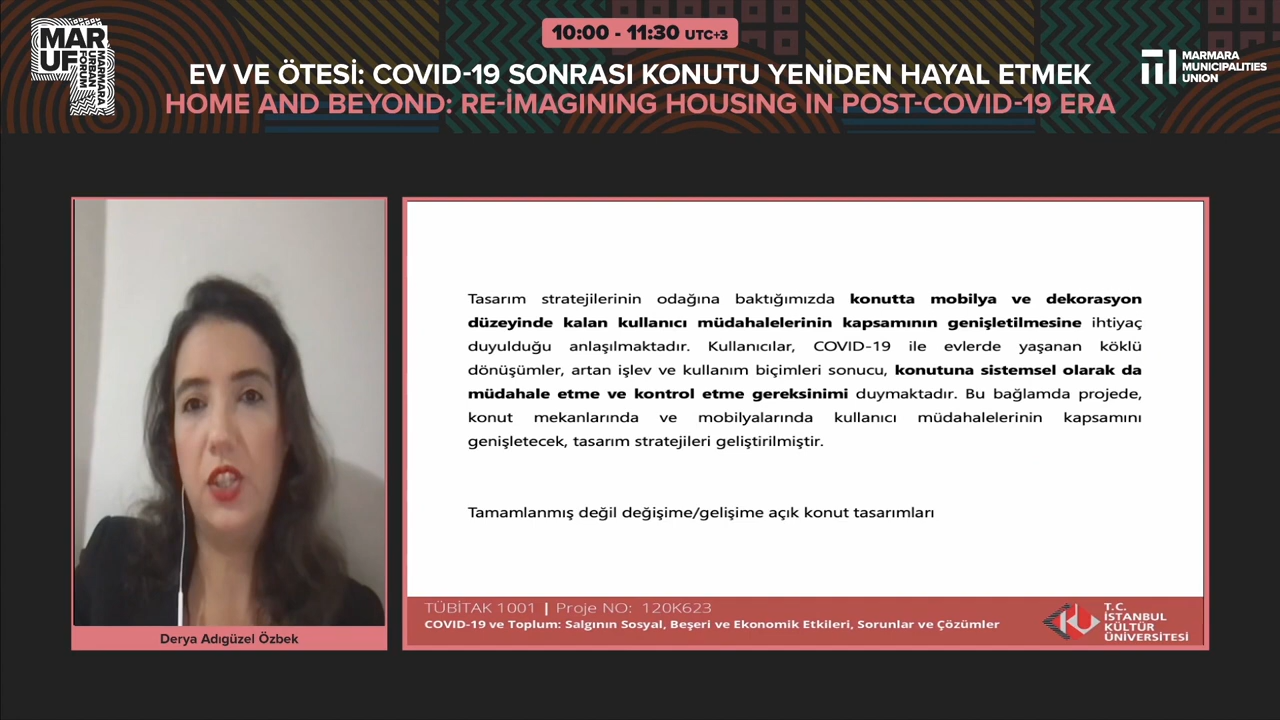 MAR
UF
MARMARA
URBAN
FORUM
10:00 - 11:30 UTC+3
EV VE ÖTESİ: COVID-19 SONRASI KONUTU YENİDEN HAYAL ETMEK
HOME AND BEYOND: RE-İMAGINING HOUSING IN POST-COVID-19 ERA
MARMARA
MUNICIPALITIES
UNION
Tasarım stratejilerinin odağına baktığımızda konutta mobilya ve dekorasyon
düzeyinde kalan kullanıcı müdahalelerinin kapsamının genişletilmesine ihtiyaç
duyulduğu anlaşılmaktadır. Kullanıcılar, COVID-19 ile evlerde yaşanan köklü
dönüşümler, artan işlev ve kullanım biçimleri sonucu, konutuna sistemsel olarak da
müdahale etme ve kontrol etme gereksinimi duymaktadır. Bu bağlamda projede,
konut mekanlarında ve mobilyalarında kullanıcı müdahalelerinin kapsamını
genişletecek, tasarım stratejileri geliştirilmiştir.
Tamamlanmış değil değişime/gelişime açık konut tasarımları
TÜBİTAK 1001 | Proje NO: 120K623
COVID-19 ve Toplum: Salgının Sosyal, Beşeri ve Ekonomik Etkileri, Sorunlar ve Çözümler
T.C.
İSTANBUL
KÜLTÜR
ÜNİVERSİTESİ
Derya Adıgüzel Özbek